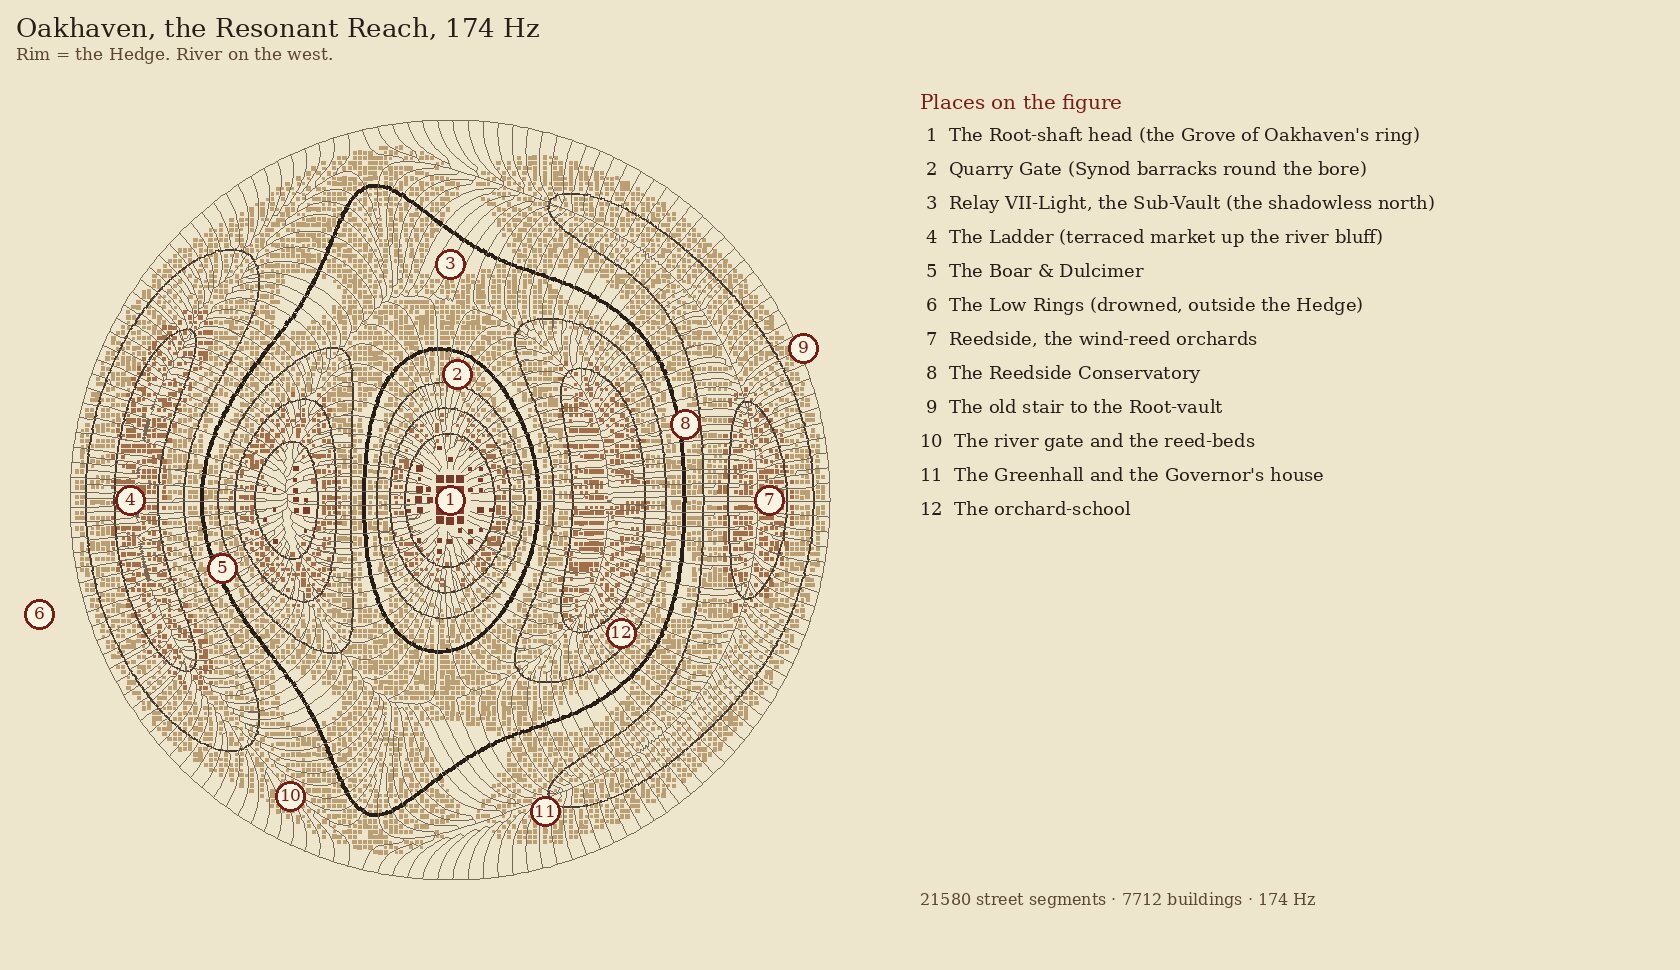 Oakhaven, the Resonant Reach, 174 Hz
Rim = the Hedge. River on the west.
Places on the figure
1 The Root-shaft head (the Grove of Oakhaven's ring)
2 Quarry Gate (Synod barracks round the bore)
3 Relay VII-Light, the Sub-Vault (the shadowless north)
4 The Ladder (terraced market up the river bluff)
5 The Boar & Dulcimer
6 The Low Rings (drowned, outside the Hedge)
7 Reedside, the wind-reed orchards
8 The Reedside Conservatory
9 The old stair to the Root-vault
10 The river gate and the reed-beds
11 The Greenhall and the Governor's house
12 The orchard-school
3
9
2
8
4
1
7
5
6
12
10
11
21580 street segments · 7712 buildings · 174 Hz